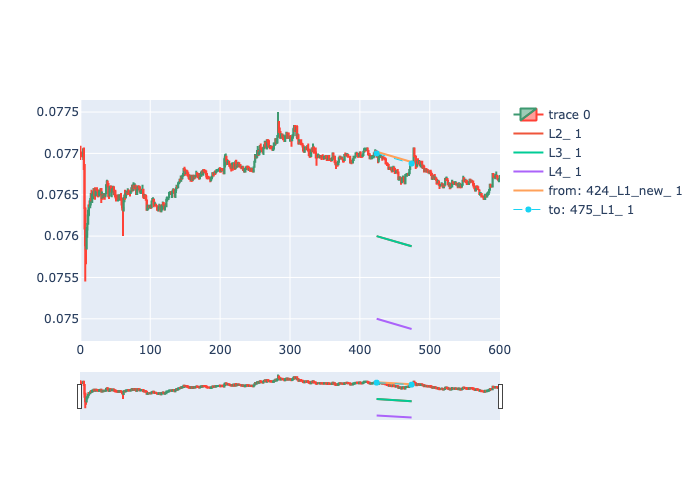 0.0775
0.077
0.0765
0.076
0.0755
0.075
0 100 200 300 400 500 600
trace 0
L2_ 1
L3_ 1
L4_ 1
from: 424_L1_new_ 1
to: 475_L1_ 1